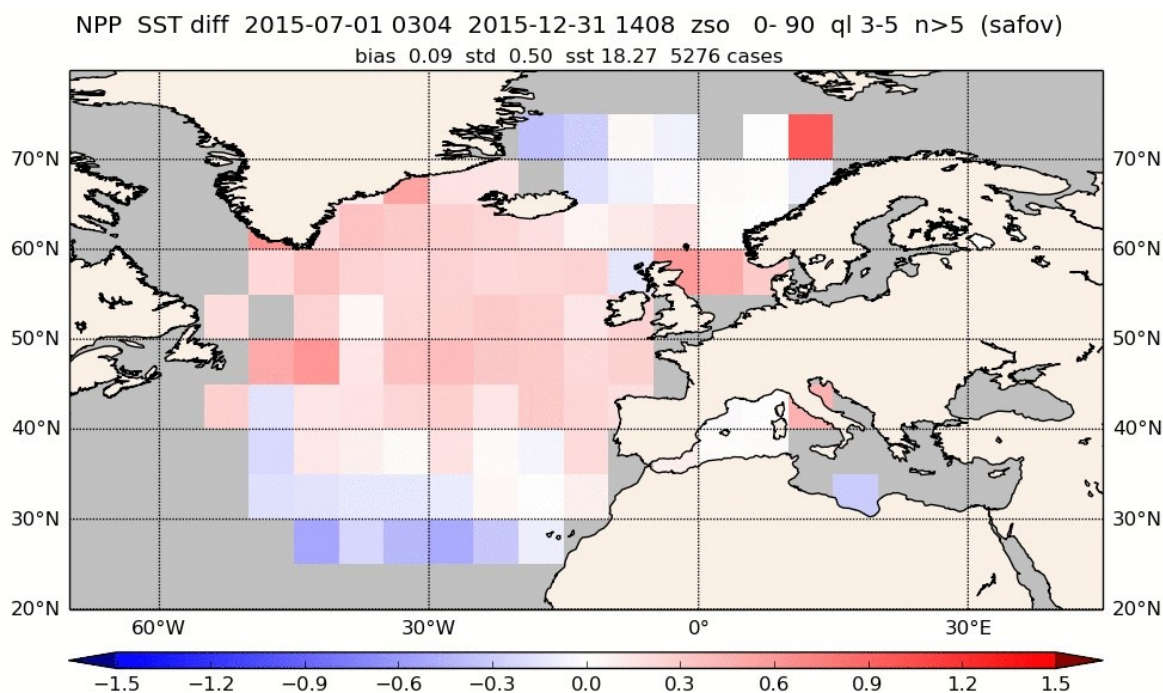 NPP SST diff 2015-07-01 0304 2015-12-31 1408 zso 0- 90 ql 3-5 n>5 (safov)
bias 0.09 std 0.50 sst 18.27 5276 cases
70°N 70°N
60°N 60°N
50°N 50°N
40°N 40°N
30°N 30°N
20°N 20°N
60°W 30°W 0° 30°E
−1.5 −1.2 −0.9 −0.6 −0.3 0.0 0.3 0.6 0.9 1.2 1.5